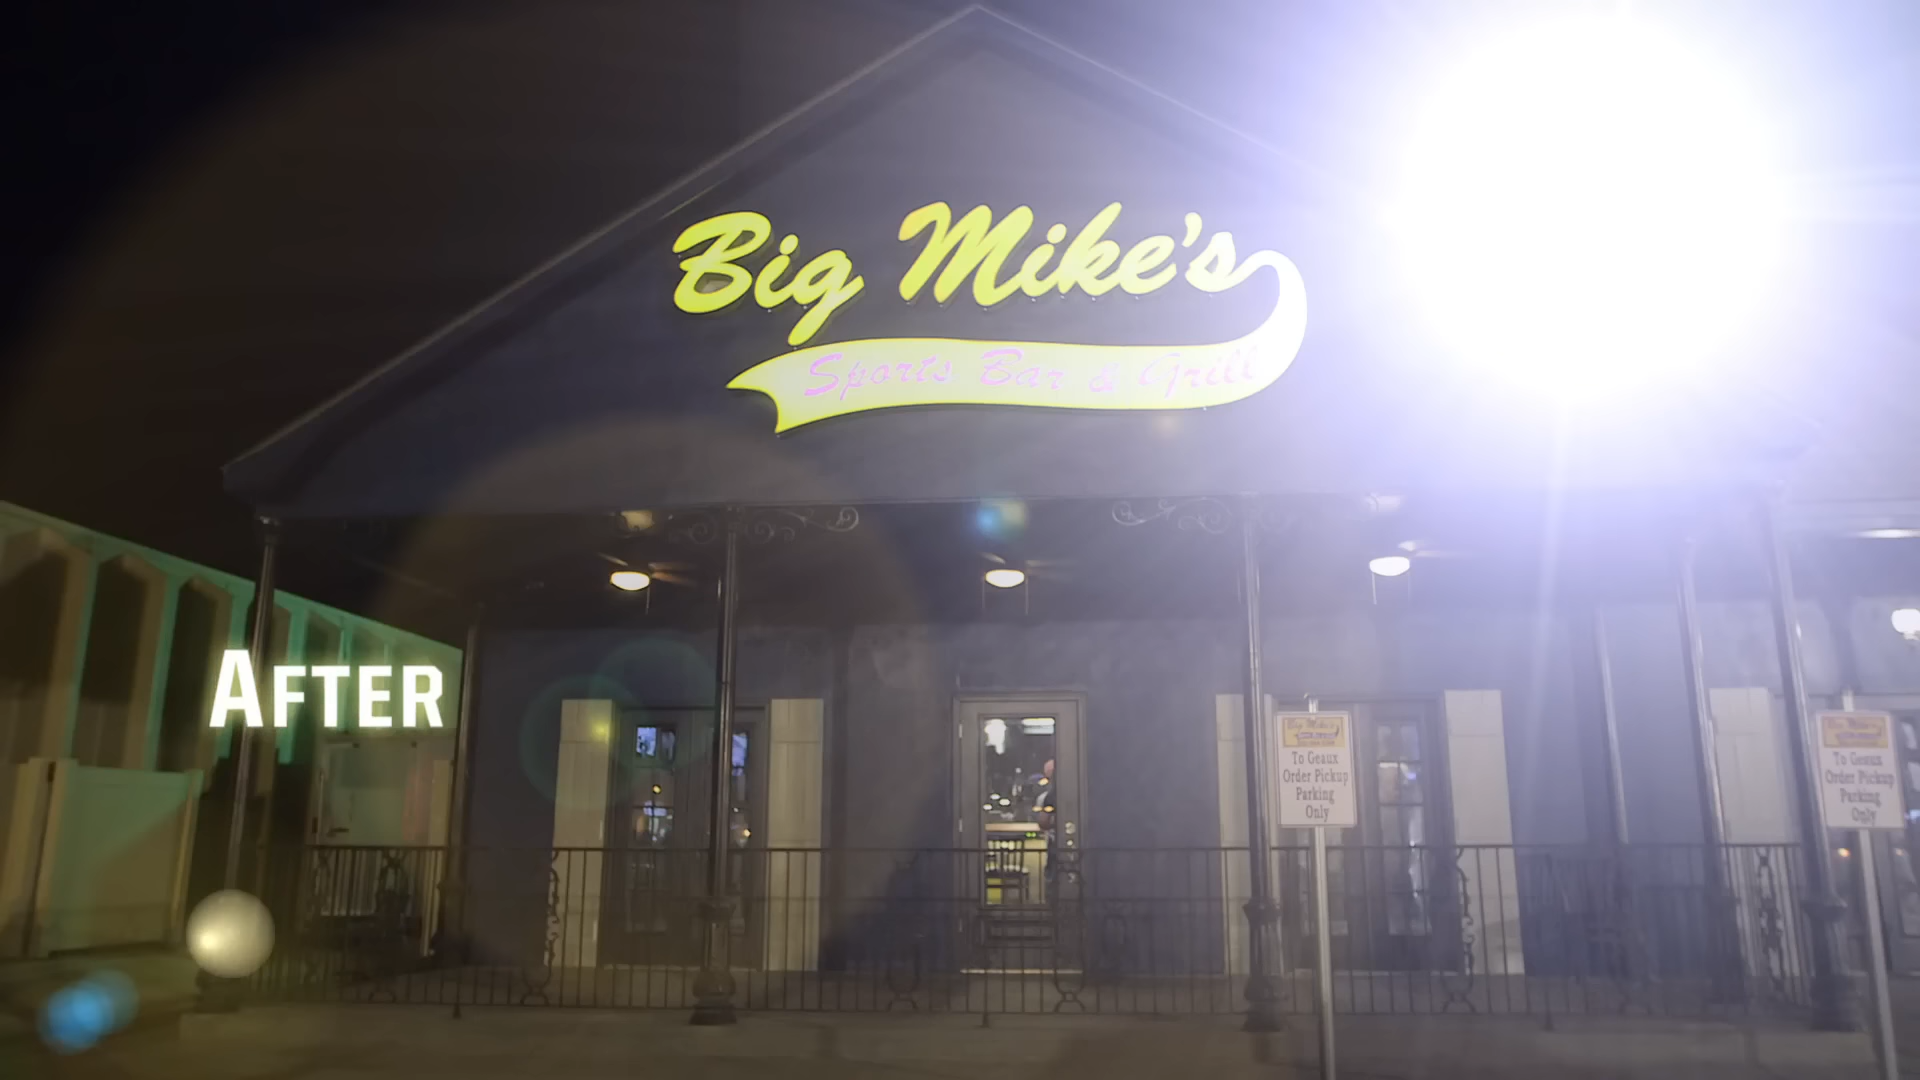 Big Mike's
Sports Bar & Grill
AFTER
To Geaux
Order Pickup
Parking
Only
To Geaux
Order Pickup
Parking
Only